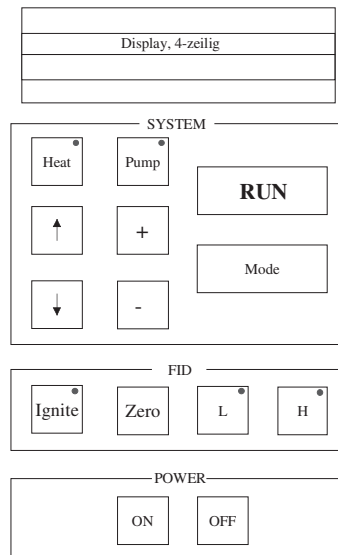 Display, 4-zeilig
SYSTEM
Heat Pump
RUN
↑ +
Mode
↓ -
FID
Ignite Zero L H
POWER
ON OFF